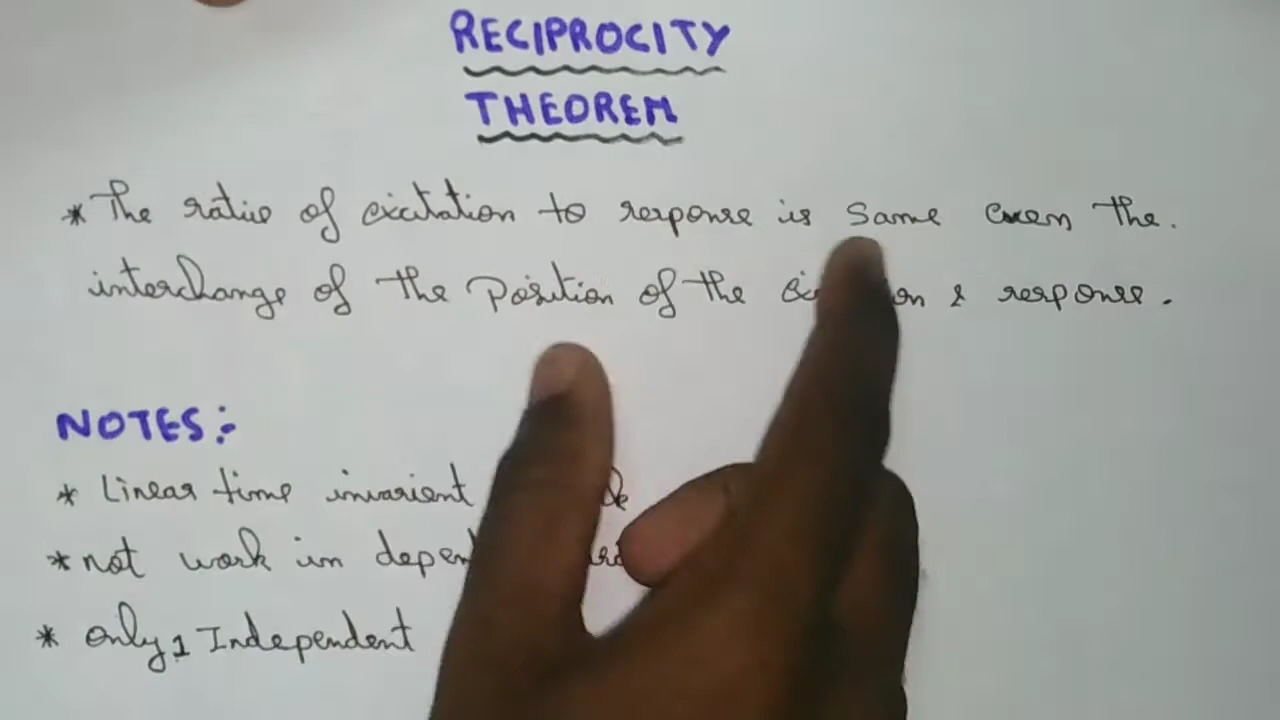 RECIPROCITY
THEOREM
* The ratio of excitation to response is Same even the.
interchange of the Position of the & response.
NOTES:-
* Linear time invarient
* not work in
* only 1 Independent